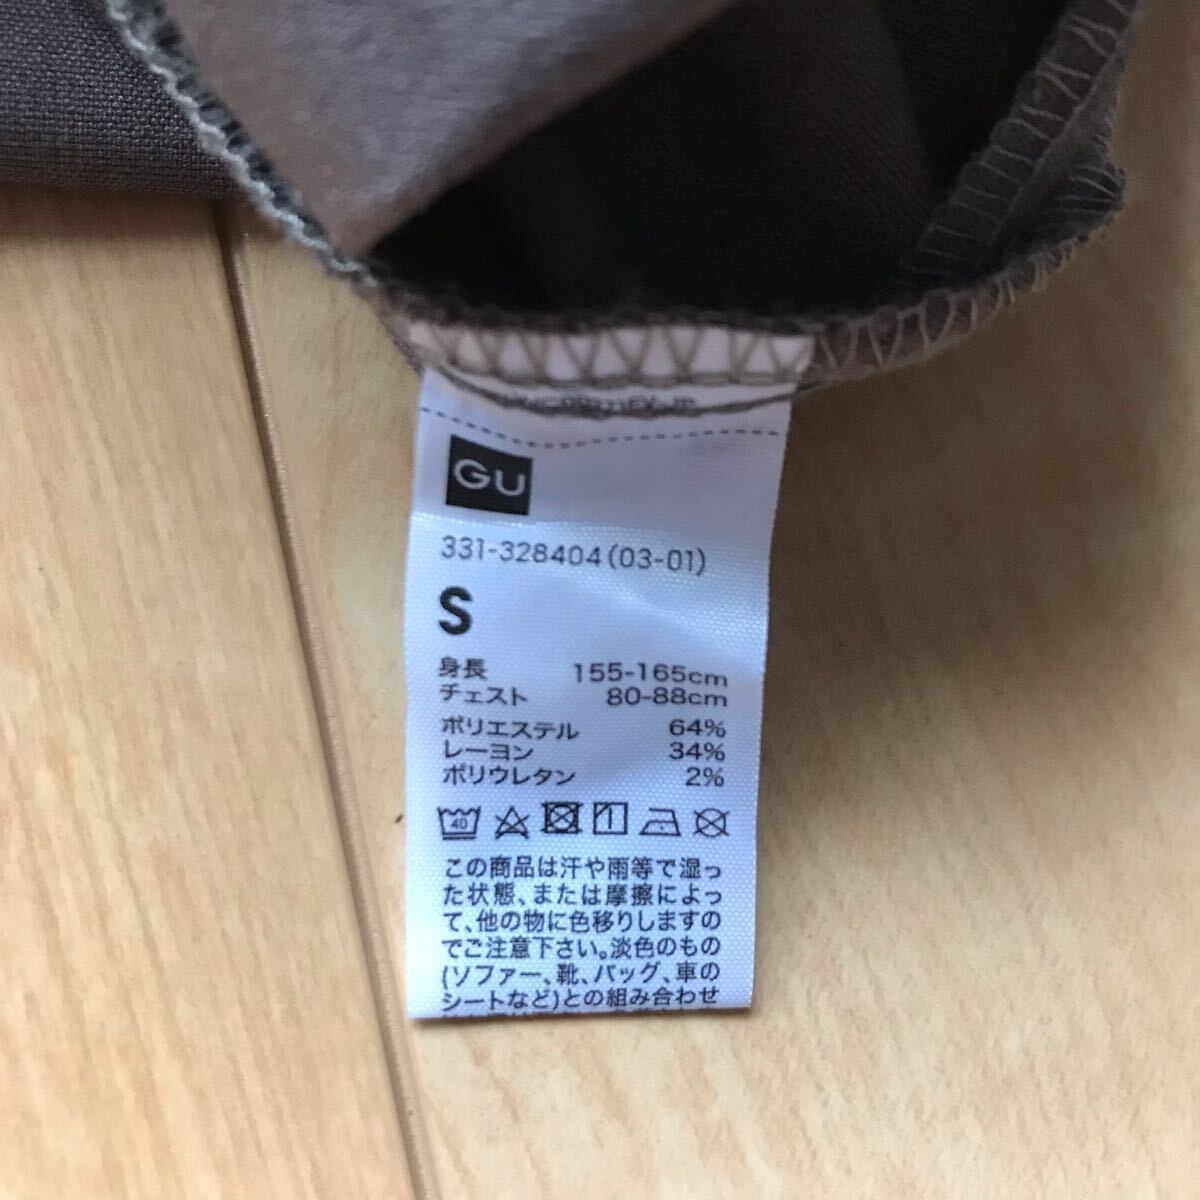 GU
331-328404(03-01)
S
身長 155-165cm
チェスト 80-88cm
ポリエステル 64%
レーヨン 34%
ポリウレタン 2%
40
この商品は汗や雨等で湿っ
た状態、または摩擦によっ
て、他の物に色移りしますの
でご注意下さい。淡色のもの
(ソファー、靴、バッグ、車の
シートなど)との組み合わせ